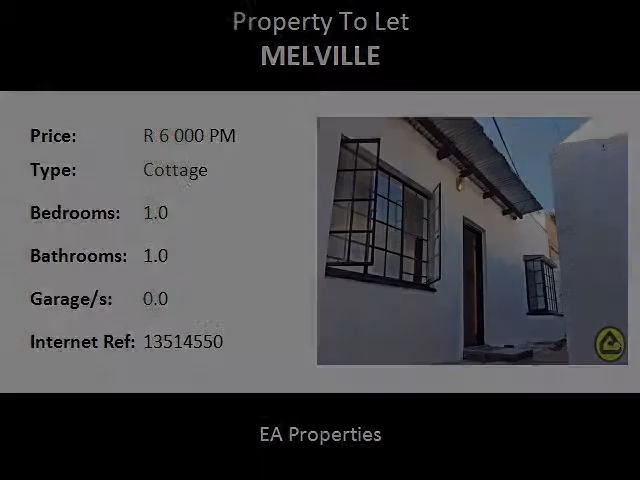 Property To Let
MELVILLE
Price: R 6 000 PM
Type: Cottage
Bedrooms: 1.0
Bathrooms: 1.0
Garage/s: 0.0
Internet Ref: 13514550
EA Properties